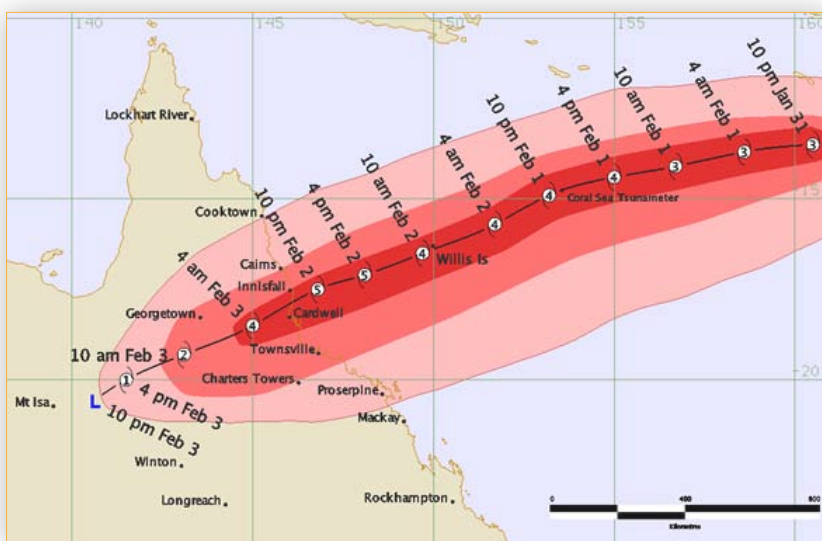 140
145
150
155
160
10 pm Jan 31
4 am Feb 1
10 am Feb 1
4 pm Feb 1
10 pm Feb 1
4 am Feb 2
10 am Feb 2
4 pm Feb 2
10 pm Feb 2
4 am Feb 3
10 am Feb 3
4 pm Feb 3
10 pm Feb 3
3
3
3
4
4
4
4
5
5
4
2
1
L
Lockhart River
15
Coral Sea Tsunameter
Cooktown
Willis Is
Cairns
Innisfail
Georgetown
Cardwell
Townsville
20
Charters Towers
Proserpine
Mt Isa
Mackay
Winton
Longreach
Rockhampton
0
400
800
Kilometres